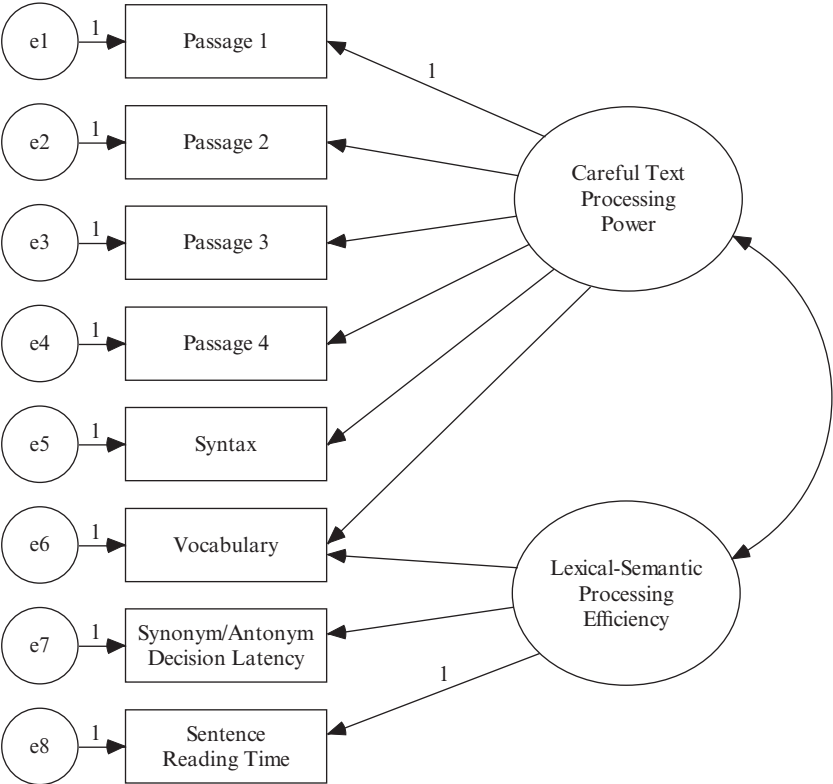 e1
1
Passage 1
1
e2
1
Passage 2
Careful Text
Processing
Power
e3
1
Passage 3
e4
1
Passage 4
e5
1
Syntax
e6
1
Vocabulary
Lexical-Semantic
Processing
Efficiency
e7
1
Synonym/Antonym
Decision Latency
1
e8
1
Sentence
Reading Time